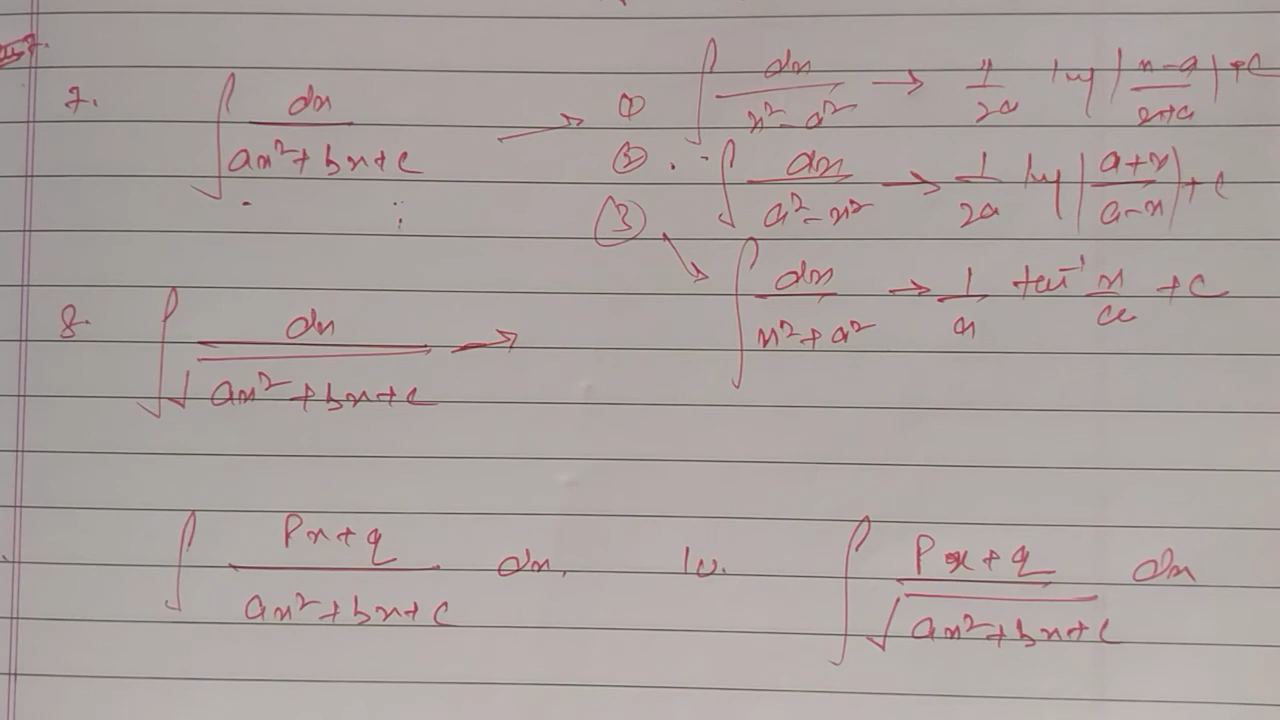 7. ∫ dx / (ax² + bx + c) → ① ∫ dx / (x² - a²) → 1/2a log |(x - a)/(x + a)| + C
② ∫ dx / (a² - x²) → 1/2a log |(a + x)/(a - x)| + C
③ ∫ dx / (x² + a²) → 1/a tan⁻¹ x/a + C
8. ∫ dx / √(ax² + bx + c) →
∫ (Px + q) / (ax² + bx + c) dx, 10. ∫ (Px + q) / √(ax² + bx + c) dx